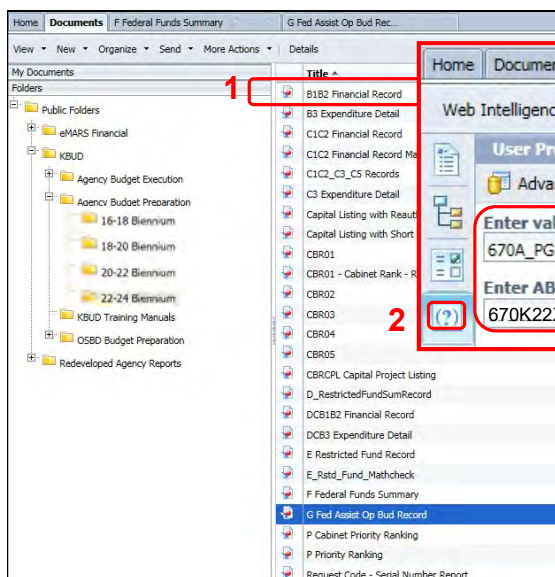 Home Documents F Federal Funds Summary G Fed Assist Op Bud Rec...
View New Organize Send More Actions Details
My Documents
Folders
Public Folders
eMARS Financial
KBUD
Agency Budget Execution
Agency Budget Preparation
16-18 Biennium
18-20 Biennium
20-22 Biennium
22-24 Biennium
KBUD Training Manuals
OSBD Budget Preparation
Redeveloped Agency Reports
Title
1
B1B2 Financial Record
B3 Expenditure Detail
C1C2 Financial Record
C1C2 Financial Record Ma
C1C2_C3_C5 Records
C3 Expenditure Detail
Capital Listing with Reaut
Capital Listing with Short
CBR01
CBR01 - Cabinet Rank - R
CBR02
CBR03
CBR04
CBR05
CBRCPL Capital Project Listing
D_RestrictedFundSumRecord
DCB1B2 Financial Record
DCB3 Expenditure Detail
E Restricted Fund Record
E_Rstd_Fund_Mathcheck
F Federal Funds Summary
G Fed Assist Op Bud Record
P Cabinet Priority Ranking
P Priority Ranking
Request Code - Serial Number Report
Home Documen
Web Intelligenc
User Pr
Adva
Enter val
670A_PG
Enter AB
2
(?)
670K22